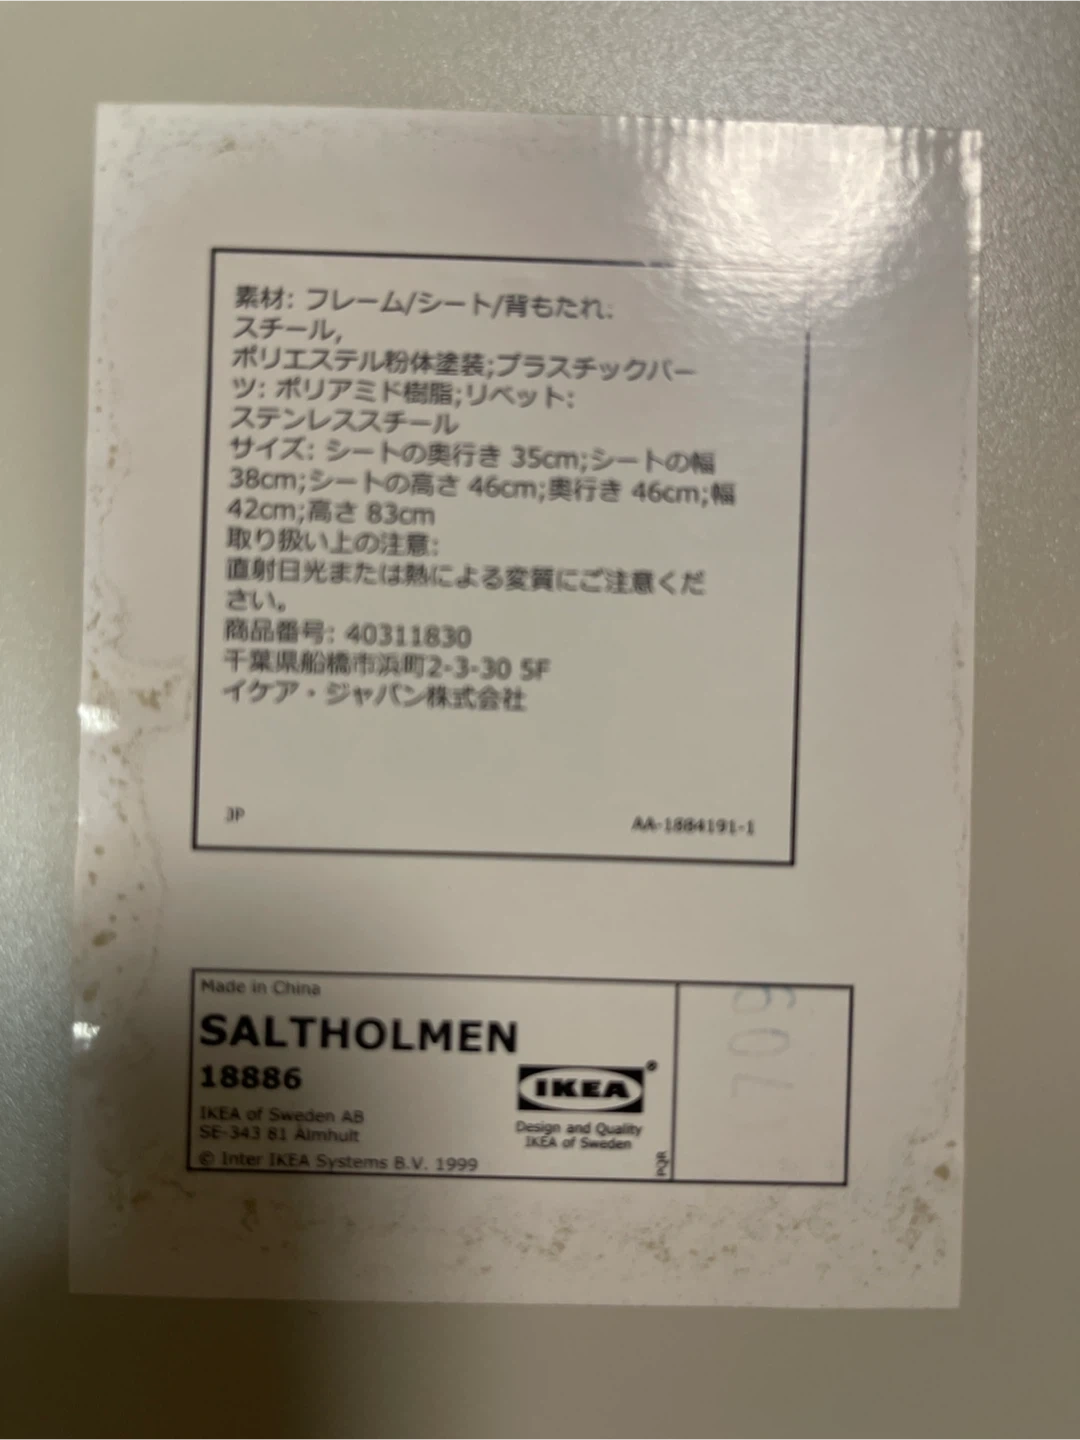 素材: フレーム/シート/背もたれ:
スチール,
ポリエステル粉体塗装;プラスチックパー
ツ: ポリアミド樹脂;リベット:
ステンレススチール
サイズ: シートの奥行き 35cm;シートの幅
38cm;シートの高さ 46cm;奥行き 46cm;幅
42cm;高さ 83cm
取り扱い上の注意:
直射日光または熱による変質にご注意くだ
さい。
商品番号: 40311830
千葉県船橋市浜町2-3-30 5F
イケア・ジャパン株式会社
JP
AA-1884191-1
Made in China
SALTHOLMEN
18886
IKEA of Sweden AB
SE-343 81 Älmhult
© Inter IKEA Systems B.V. 1999
IKEA®
Design and Quality
IKEA of Sweden
PQR
709